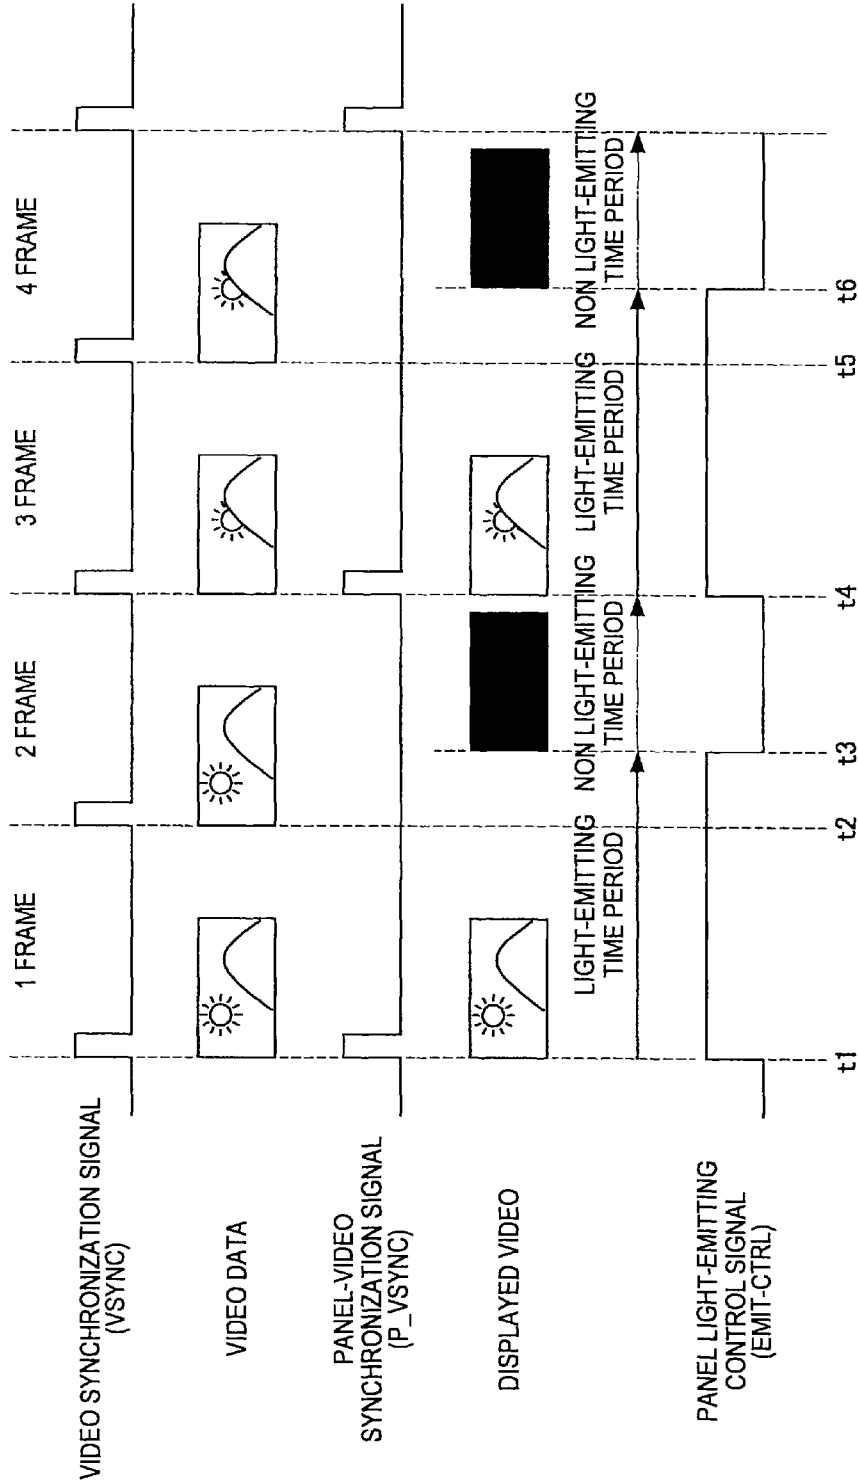 1 FRAME
2 FRAME
3 FRAME
4 FRAME
VIDEO SYNCHRONIZATION SIGNAL
(VSYNC)
VIDEO DATA
PANEL-VIDEO
SYNCHRONIZATION SIGNAL
(P_VSYNC)
DISPLAYED VIDEO
LIGHT-EMITTING
TIME PERIOD
NON LIGHT-EMITTING
TIME PERIOD
LIGHT-EMITTING
TIME PERIOD
NON LIGHT-EMITTING
TIME PERIOD
PANEL LIGHT-EMITTING
CONTROL SIGNAL
(EMIT-CTRL)
t1
t2
t3
t4
t5
t6